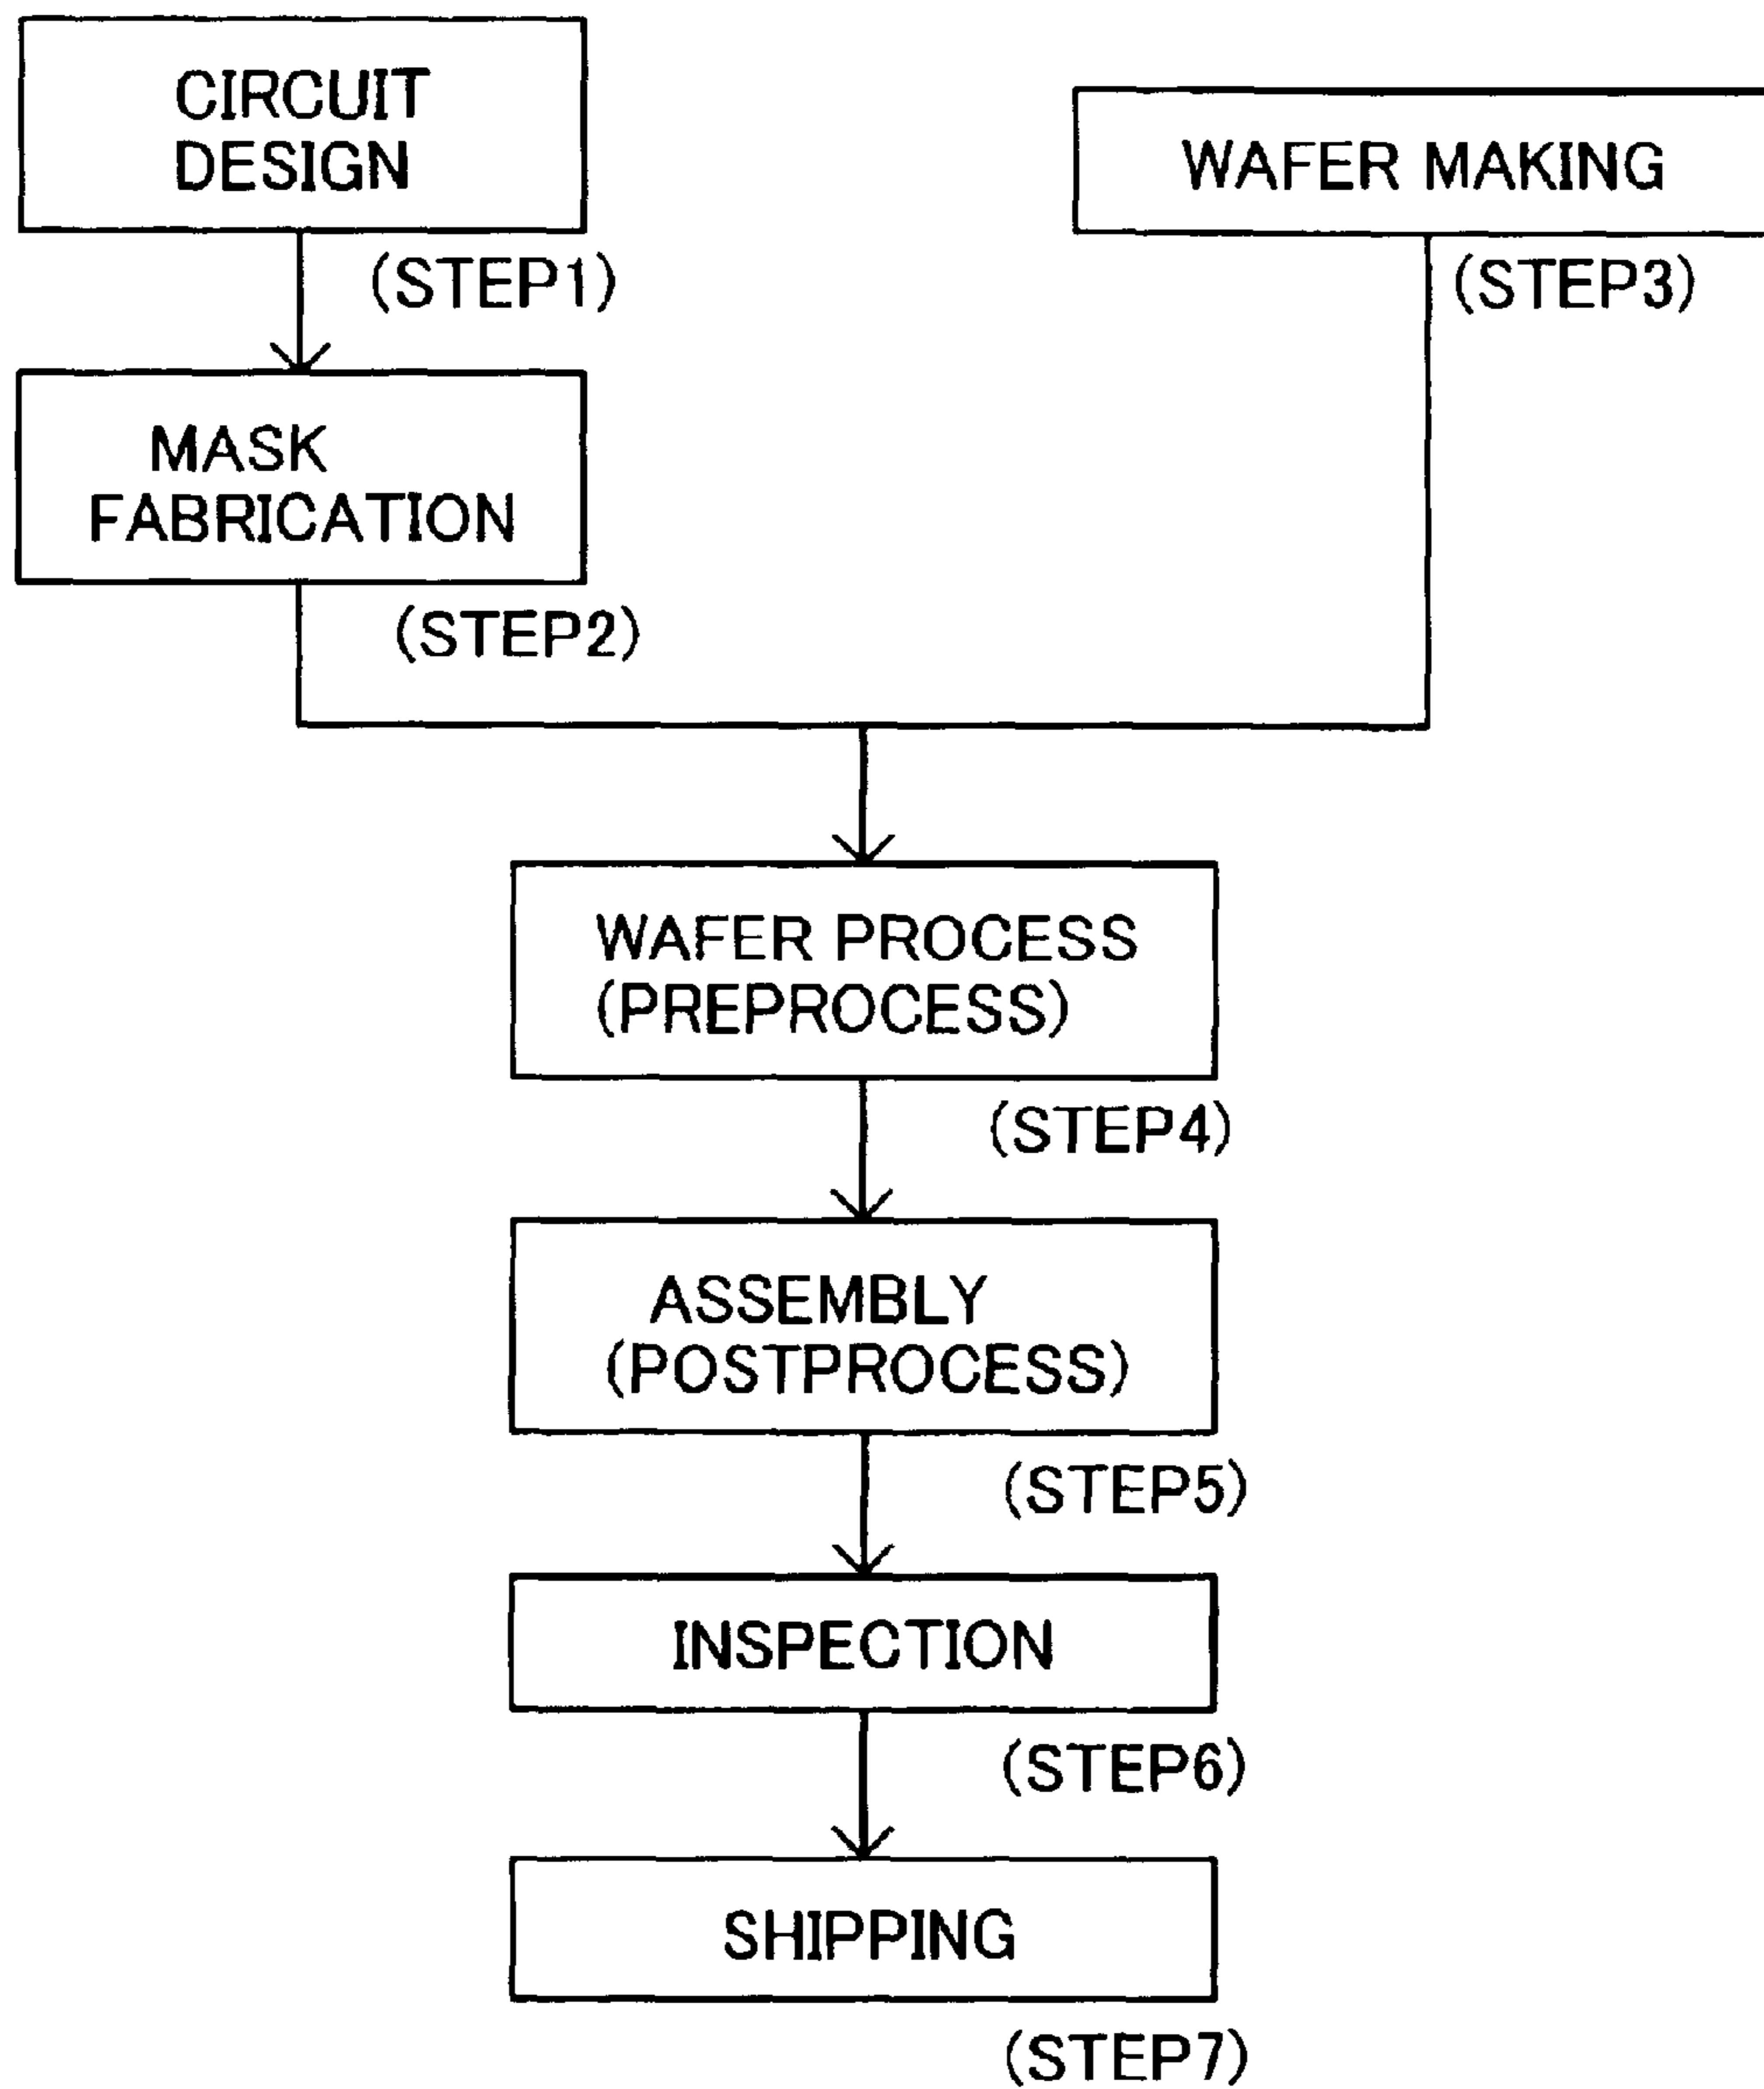 CIRCUIT
DESIGN
(STEP1)
MASK
FABRICATION
(STEP2)
WAFER MAKING
(STEP3)
WAFER PROCESS
(PREPROCESS)
(STEP4)
ASSEMBLY
(POSTPROCESS)
(STEP5)
INSPECTION
(STEP6)
SHIPPING
(STEP7)